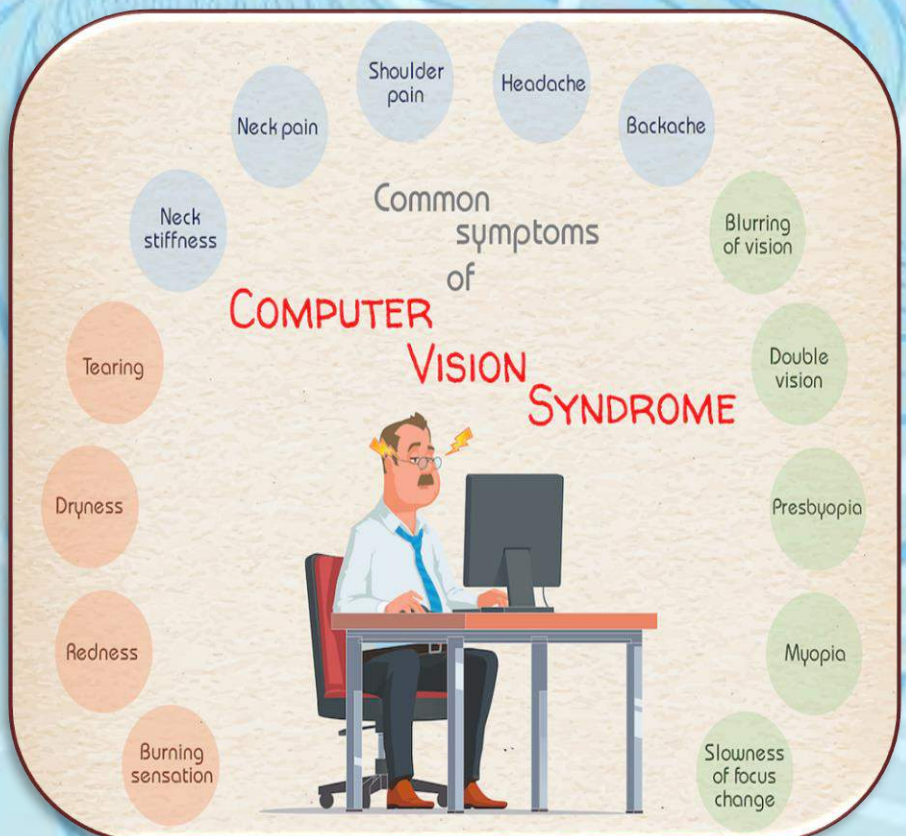 Common
symptoms
of
COMPUTER
VISION
SYNDROME
Burning
sensation
Redness
Dryness
Tearing
Neck
stiffness
Neck pain
Shoulder
pain
Headache
Backache
Blurring
of vision
Double
vision
Presbyopia
Myopia
Slowness
of focus
change